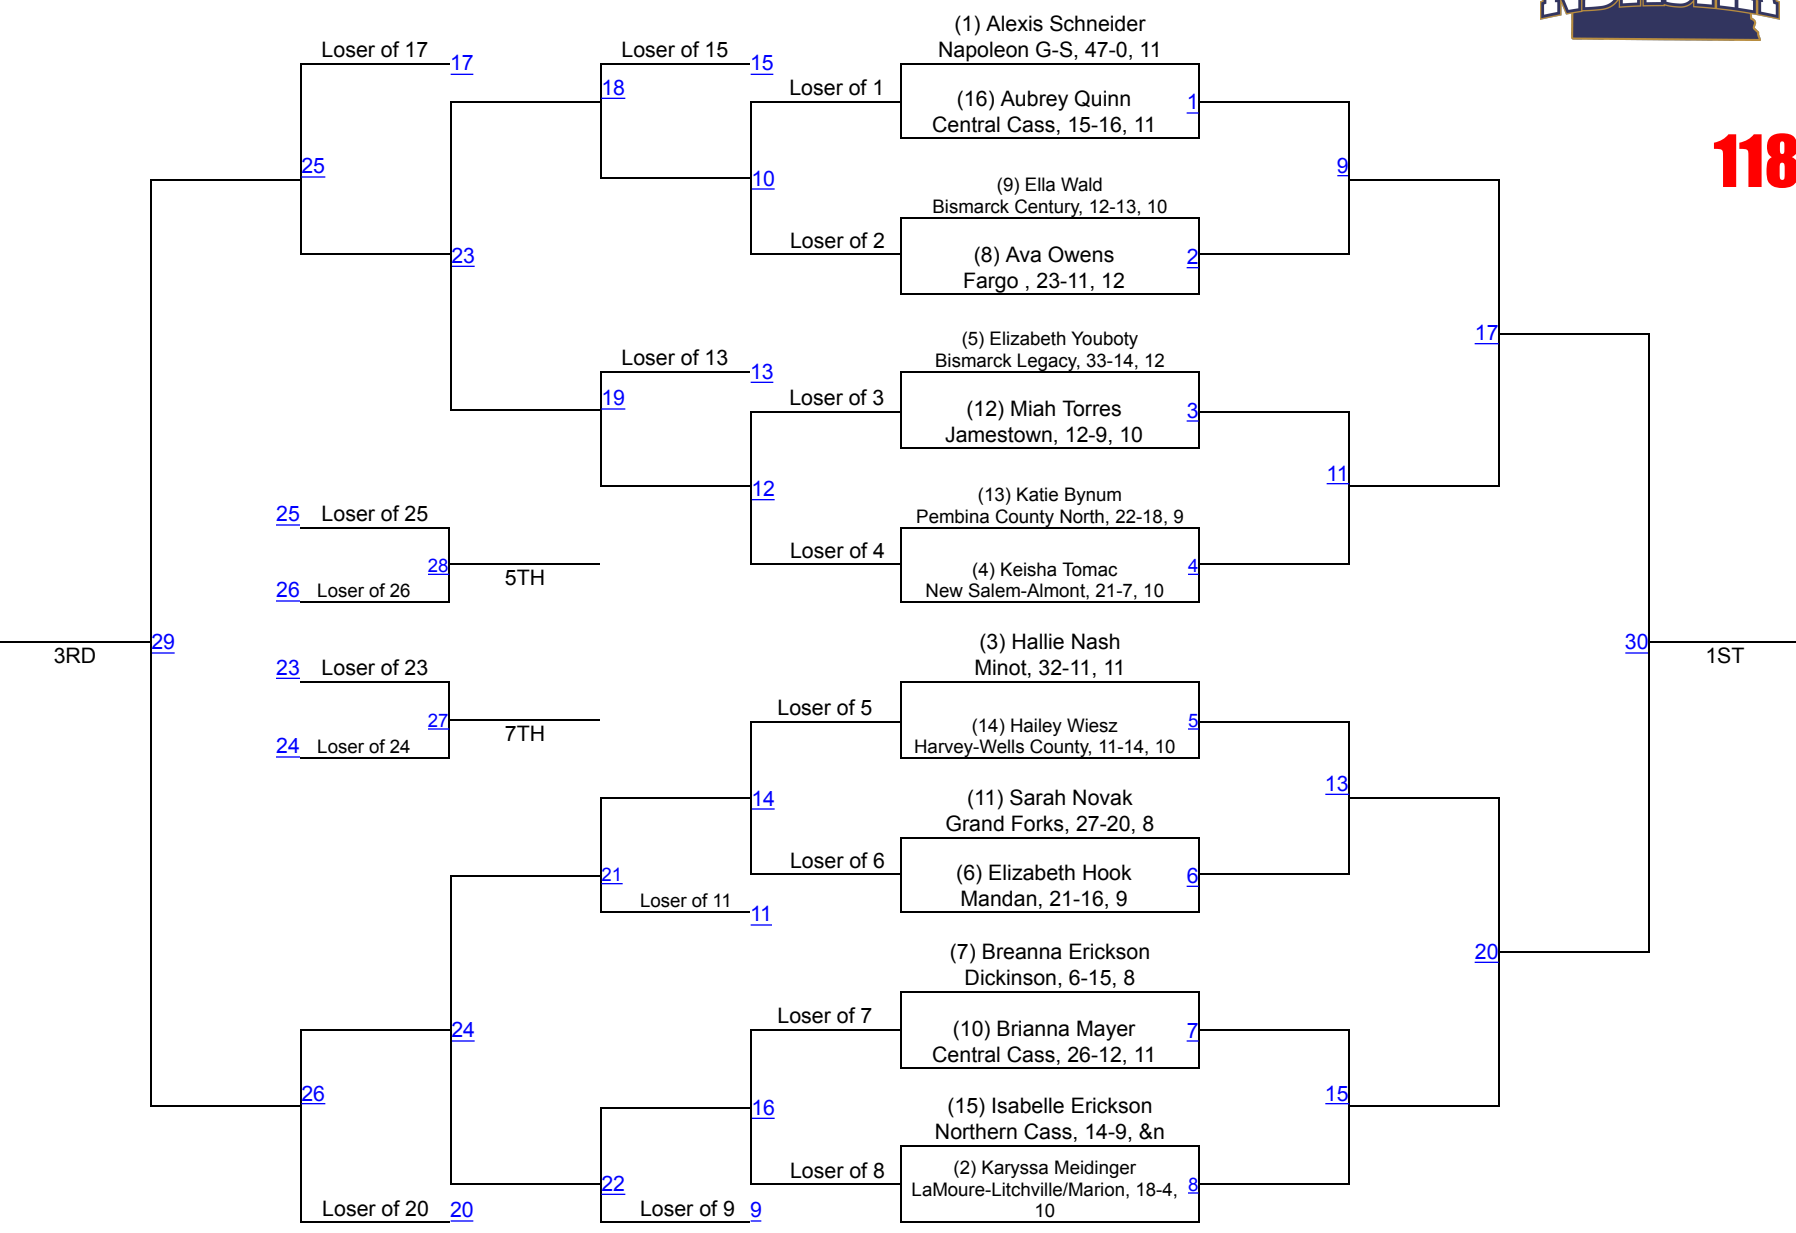 NDHSAA
118
(1) Alexis Schneider
Napoleon G-S, 47-0, 11
Loser of 17
17
Loser of 15
15
18
Loser of 1
(16) Aubrey Quinn
Central Cass, 15-16, 11
1
25
10
9
(9) Ella Wald
Bismarck Century, 12-13, 10
Loser of 2
(8) Ava Owens
Fargo , 23-11, 12
2
23
17
(5) Elizabeth Youboty
Bismarck Legacy, 33-14, 12
Loser of 13
13
19
Loser of 3
(12) Miah Torres
Jamestown, 12-9, 10
3
11
12
(13) Katie Bynum
Pembina County North, 22-18, 9
25
Loser of 25
Loser of 4
(4) Keisha Tomac
New Salem-Almont, 21-7, 10
4
28
5TH
26
Loser of 26
(3) Hallie Nash
Minot, 32-11, 11
29
3RD
30
1ST
23
Loser of 23
Loser of 5
(14) Hailey Wiesz
Harvey-Wells County, 11-14, 10
5
27
7TH
24
Loser of 24
13
14
(11) Sarah Novak
Grand Forks, 27-20, 8
Loser of 6
(6) Elizabeth Hook
Mandan, 21-16, 9
6
21
Loser of 11
11
(7) Breanna Erickson
Dickinson, 6-15, 8
20
Loser of 7
(10) Brianna Mayer
Central Cass, 26-12, 11
7
24
26
16
15
(15) Isabelle Erickson
Northern Cass, 14-9, &n
Loser of 8
(2) Karyssa Meidinger
LaMoure-Litchville/Marion, 18-4,
10
8
22
Loser of 20
20
Loser of 9
9